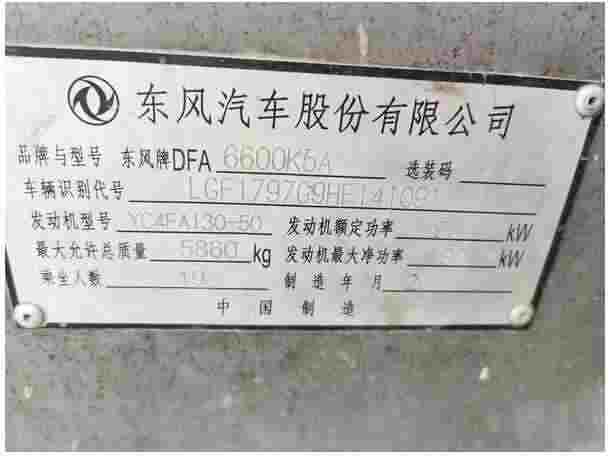 东风汽车股份有限公司
品牌与型号 东风牌DFA 6600K5A 选装码
车辆识别代号
发动机型号 YC4FA130-50 发动机额定功率 kW
最大允许总质量 5880 kg 发动机最大净功率 kW
乘坐人数 制造年月
中国制造